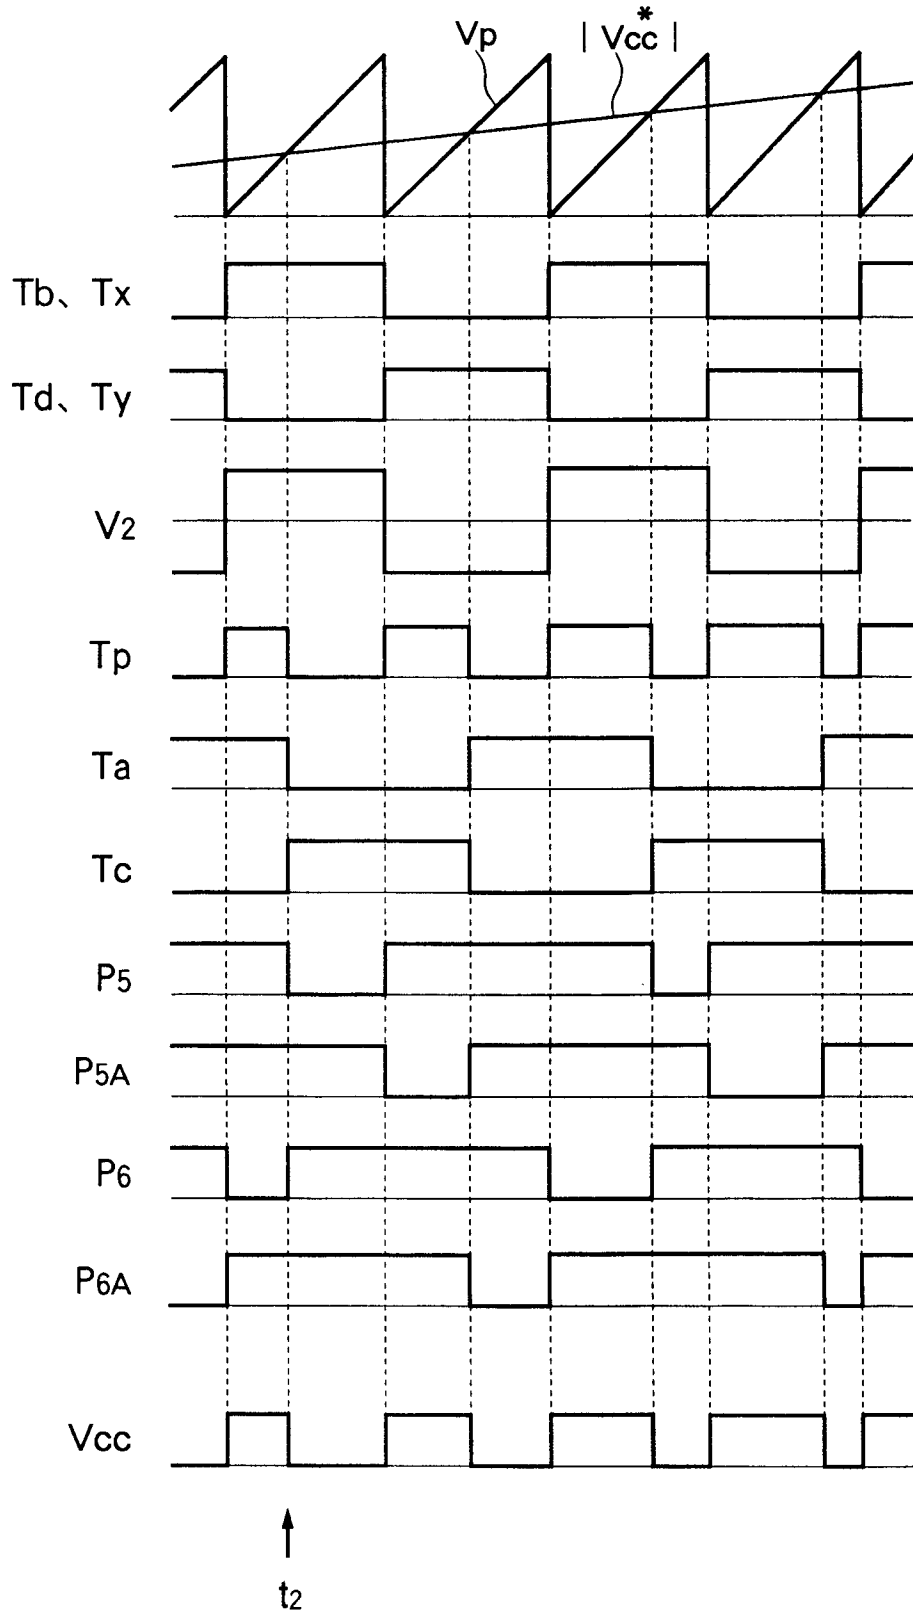 Vp
| Vcc* |
Tb、Tx
Td、Ty
V2
Tp
Ta
Tc
P5
P5A
P6
P6A
Vcc
t2